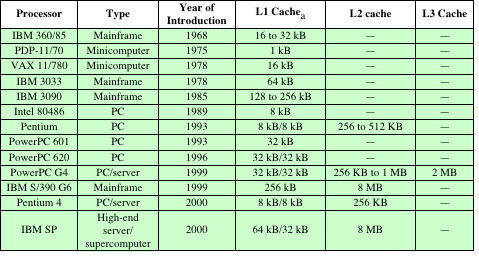 Processor Type Year of Introduction L1 Cache a L2 cache L3 Cache
IBM 360/85 Mainframe 1968 16 to 32 kB — —
PDP-11/70 Minicomputer 1975 1 kB — —
VAX 11/780 Minicomputer 1978 16 kB — —
IBM 3033 Mainframe 1978 64 kB — —
IBM 3090 Mainframe 1985 128 to 256 kB — —
Intel 80486 PC 1989 8 kB — —
Pentium PC 1993 8 kB/8 kB 256 to 512 KB —
PowerPC 601 PC 1993 32 kB — —
PowerPC 620 PC 1996 32 kB/32 kB — —
PowerPC G4 PC/server 1999 32 kB/32 kB 256 KB to 1 MB 2 MB
IBM S/390 G6 Mainframe 1999 256 kB 8 MB —
Pentium 4 PC/server 2000 8 kB/8 kB 256 KB —
IBM SP High-end server/ supercomputer 2000 64 kB/32 kB 8 MB —